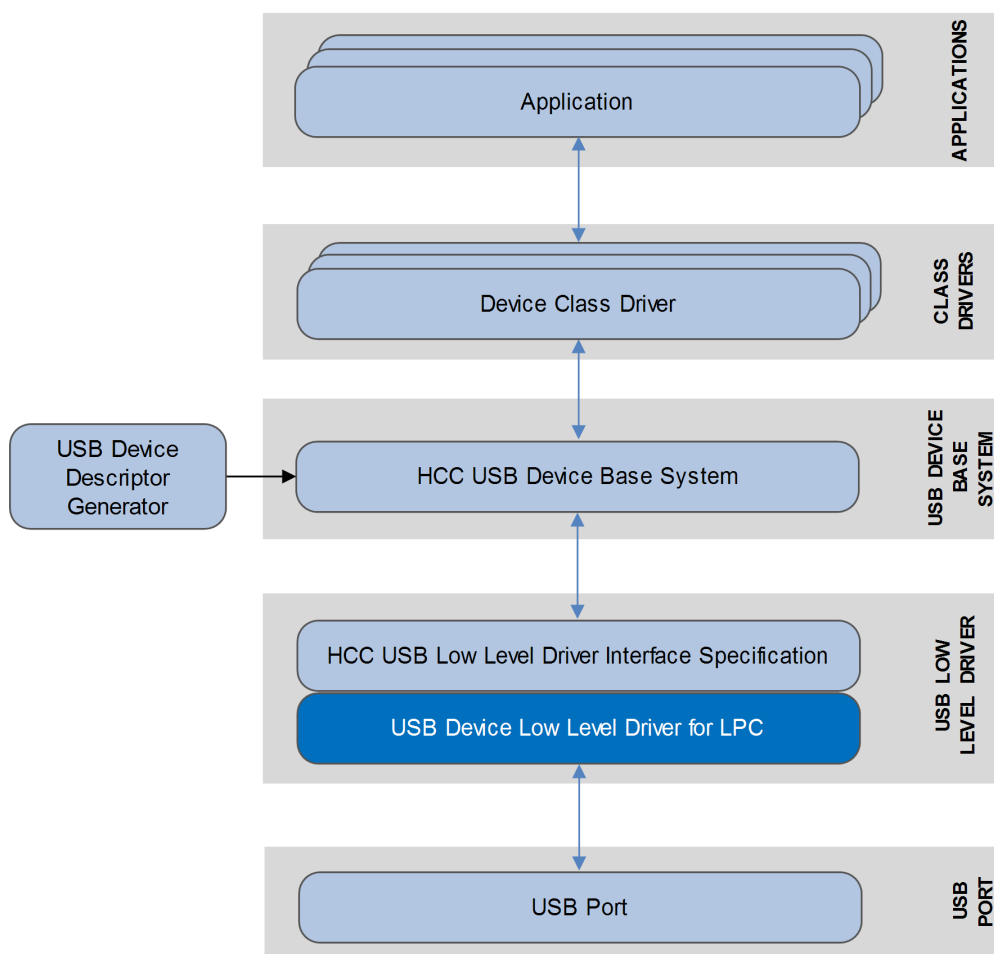 Application
APPLICATIONS
Device Class Driver
CLASS
DRIVERS
USB Device
Descriptor
Generator
HCC USB Device Base System
USB DEVICE
BASE
SYSTEM
HCC USB Low Level Driver Interface Specification
USB Device Low Level Driver for LPC
USB LOW
LEVEL DRIVER
USB Port
USB
PORT